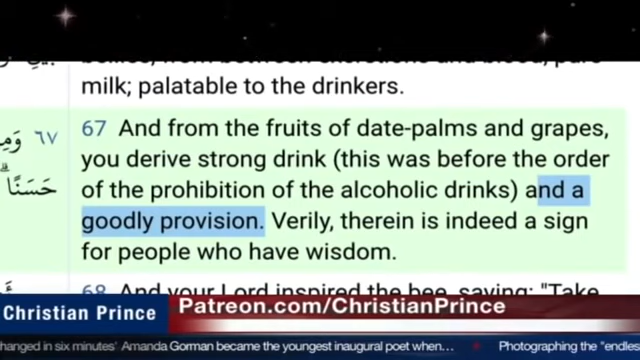 milk; palatable to the drinkers.
67 And from the fruits of date-palms and grapes,
٦٧ وَمِ
you derive strong drink (this was before the order
of the prohibition of the alcoholic drinks) and a
حَسَنًا
goodly provision. Verily, therein is indeed a sign
for people who have wisdom.
68 And your Lord inspired the bee, saying: "Take
Christian Prince
Patreon.com/ChristianPrince
hanged in six minutes' Amanda Gorman became the youngest inaugural poet when…
Photographing the "endles